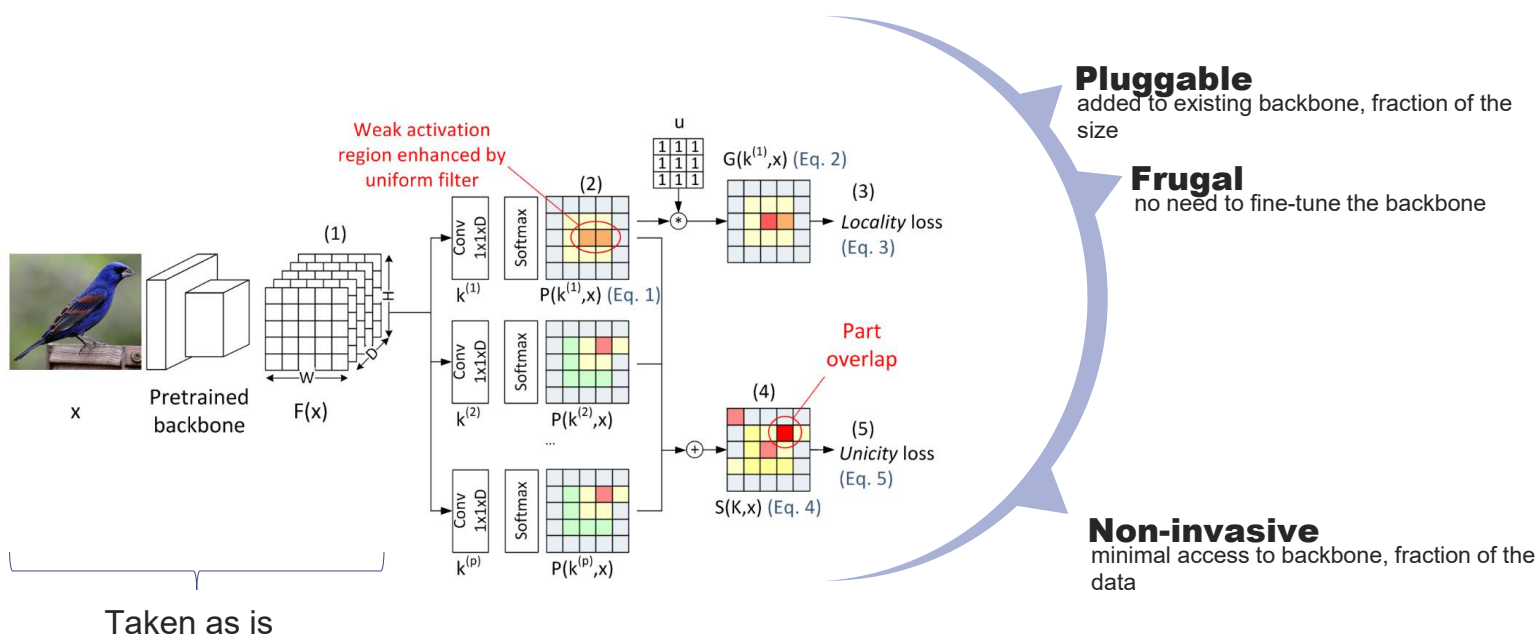 Pluggable
added to existing backbone, fraction of the
size
Frugal
no need to fine-tune the backbone
Non-invasive
minimal access to backbone, fraction of the
data
Weak activation
region enhanced by
uniform filter
u
1 1 1
1 1 1
1 1 1
G(k(1),x) (Eq. 2)
(1)
(2)
(3)
Locality loss
(Eq. 3)
Conv
1x1xD
Softmax
k(1)
P(k(1),x) (Eq. 1)
H
D
W
x
Pretrained
backbone
F(x)
Conv
1x1xD
Softmax
k(2)
P(k(2),x)
...
Part
overlap
(4)
(5)
Unicity loss
(Eq. 5)
S(K,x) (Eq. 4)
Conv
1x1xD
Softmax
k(p)
P(k(p),x)
*
+
Taken as is